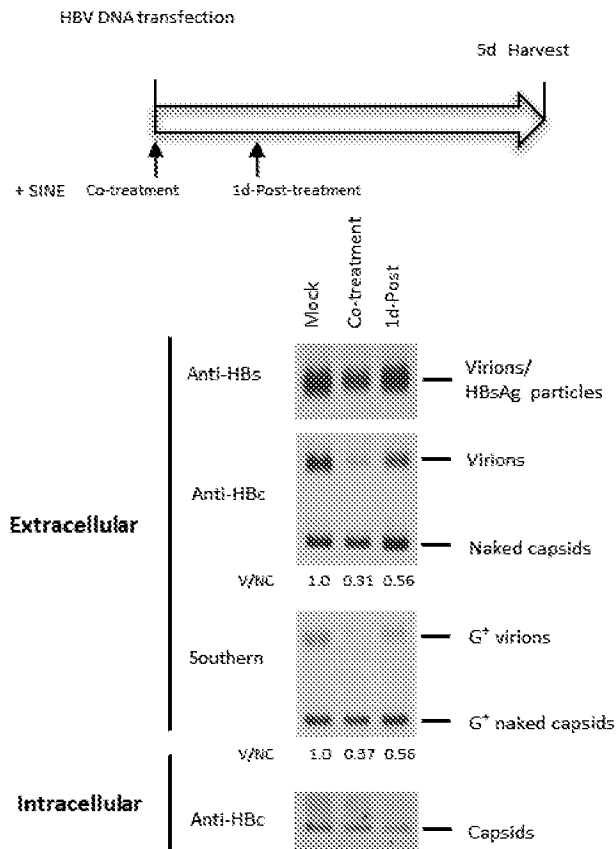 HBV DNA transfection
5d Harvest
+ SINE Co-treatment 1d-Post-treatment
Mock Co-treatment 1d-Post
Anti-HBs Virions/
HBsAg particles
Virions
Anti-HBc
Extracellular
Naked capsids
V/NC 1.0 0.31 0.56
G⁺ virions
Southern
G⁺ naked capsids
V/NC 1.0 0.37 0.56
Intracellular
Anti-HBc Capsids